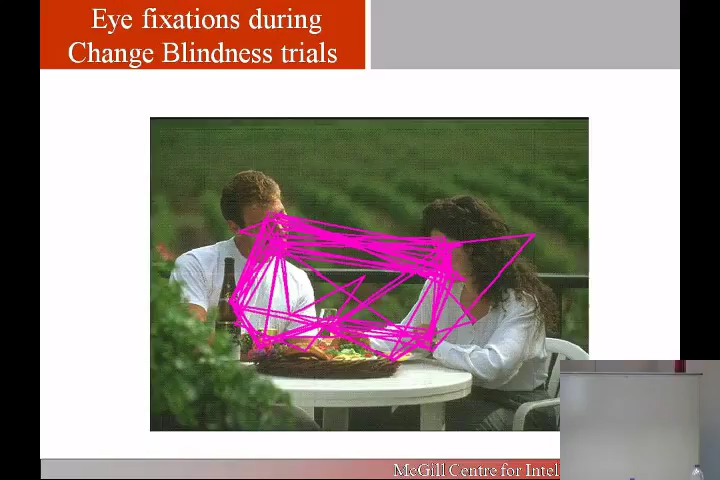 Eye fixations during
Change Blindness trials
McGill Centre for Intel